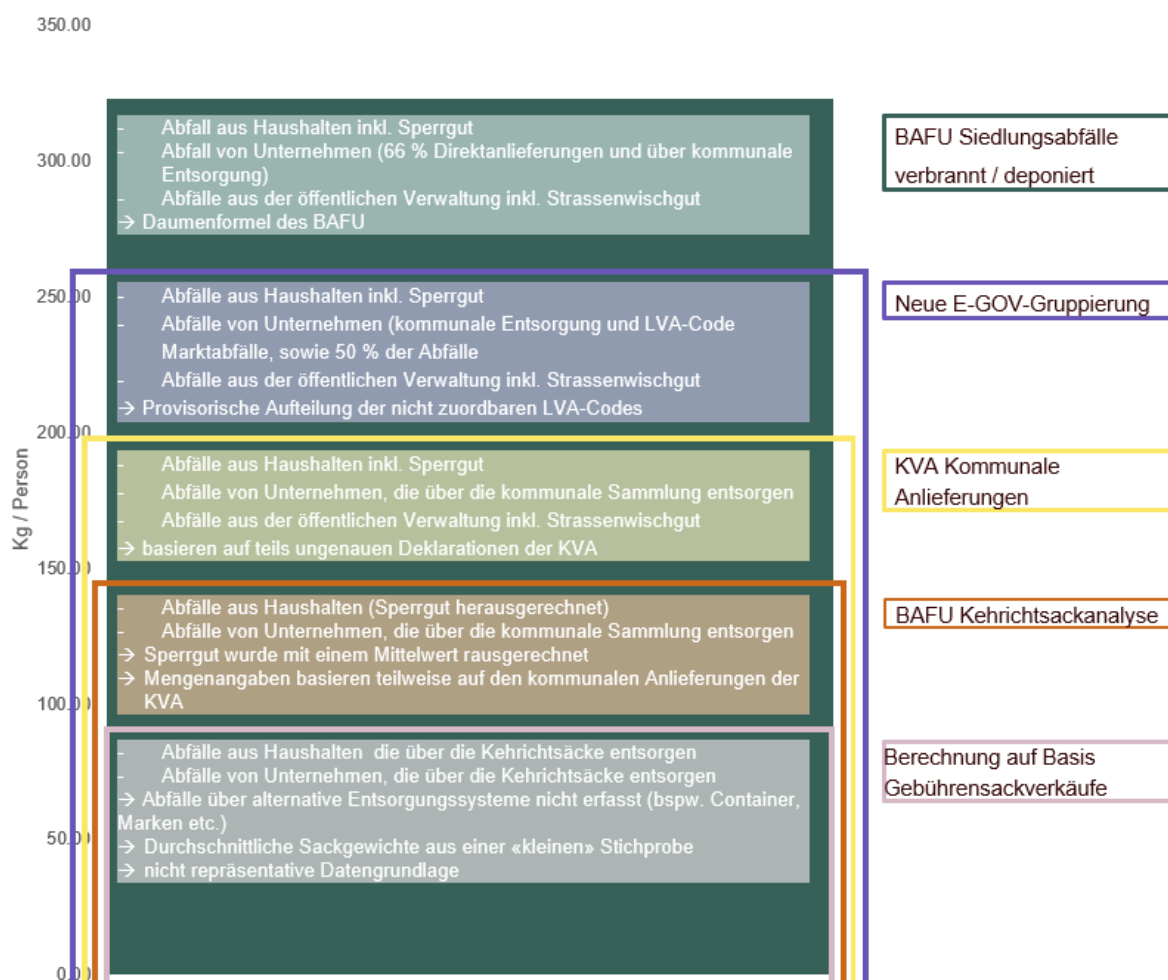 350.00
- Abfall aus Haushalten inkl. Sperrgut
- Abfall von Unternehmen (66 % Direktanlieferungen und über kommunale
Entsorgung)
- Abfälle aus der öffentlichen Verwaltung inkl. Strassenwischgut
→ Daumenformel des BAFU
BAFU Siedlungsabfälle
verbrannt / deponiert
300.00
250.00
- Abfälle aus Haushalten inkl. Sperrgut
- Abfälle von Unternehmen (kommunale Entsorgung und LVA-Code
Marktabfälle, sowie 50 % der Abfälle
- Abfälle aus der öffentlichen Verwaltung inkl. Strassenwischgut
→ Provisorische Aufteilung der nicht zuordbaren LVA-Codes
Neue E-GOV-Gruppierung
200.00
Kg / Person
- Abfälle aus Haushalten inkl. Sperrgut
- Abfälle von Unternehmen, die über die kommunale Sammlung entsorgen
- Abfälle aus der öffentlichen Verwaltung inkl. Strassenwischgut
→ basieren auf teils ungenauen Deklarationen der KVA
KVA Kommunale
Anlieferungen
150.00
- Abfälle aus Haushalten (Sperrgut herausgerechnet)
- Abfälle von Unternehmen, die über die kommunale Sammlung entsorgen
→ Sperrgut wurde mit einem Mittelwert rausgerechnet
→ Mengenangaben basieren teilweise auf den kommunalen Anlieferungen der
KVA
BAFU Kehrichtsackanalyse
100.00
- Abfälle aus Haushalten die über die Kehrichtsäcke entsorgen
- Abfälle von Unternehmen, die über die Kehrichtsäcke entsorgen
→ Abfälle über alternative Entsorgungssysteme nicht erfasst (bspw. Container,
Marken etc.)
→ Durchschnittliche Sackgewichte aus einer «kleinen» Stichprobe
→ nicht repräsentative Datengrundlage
Berechnung auf Basis
Gebührensackverkäufe
50.00
0.00